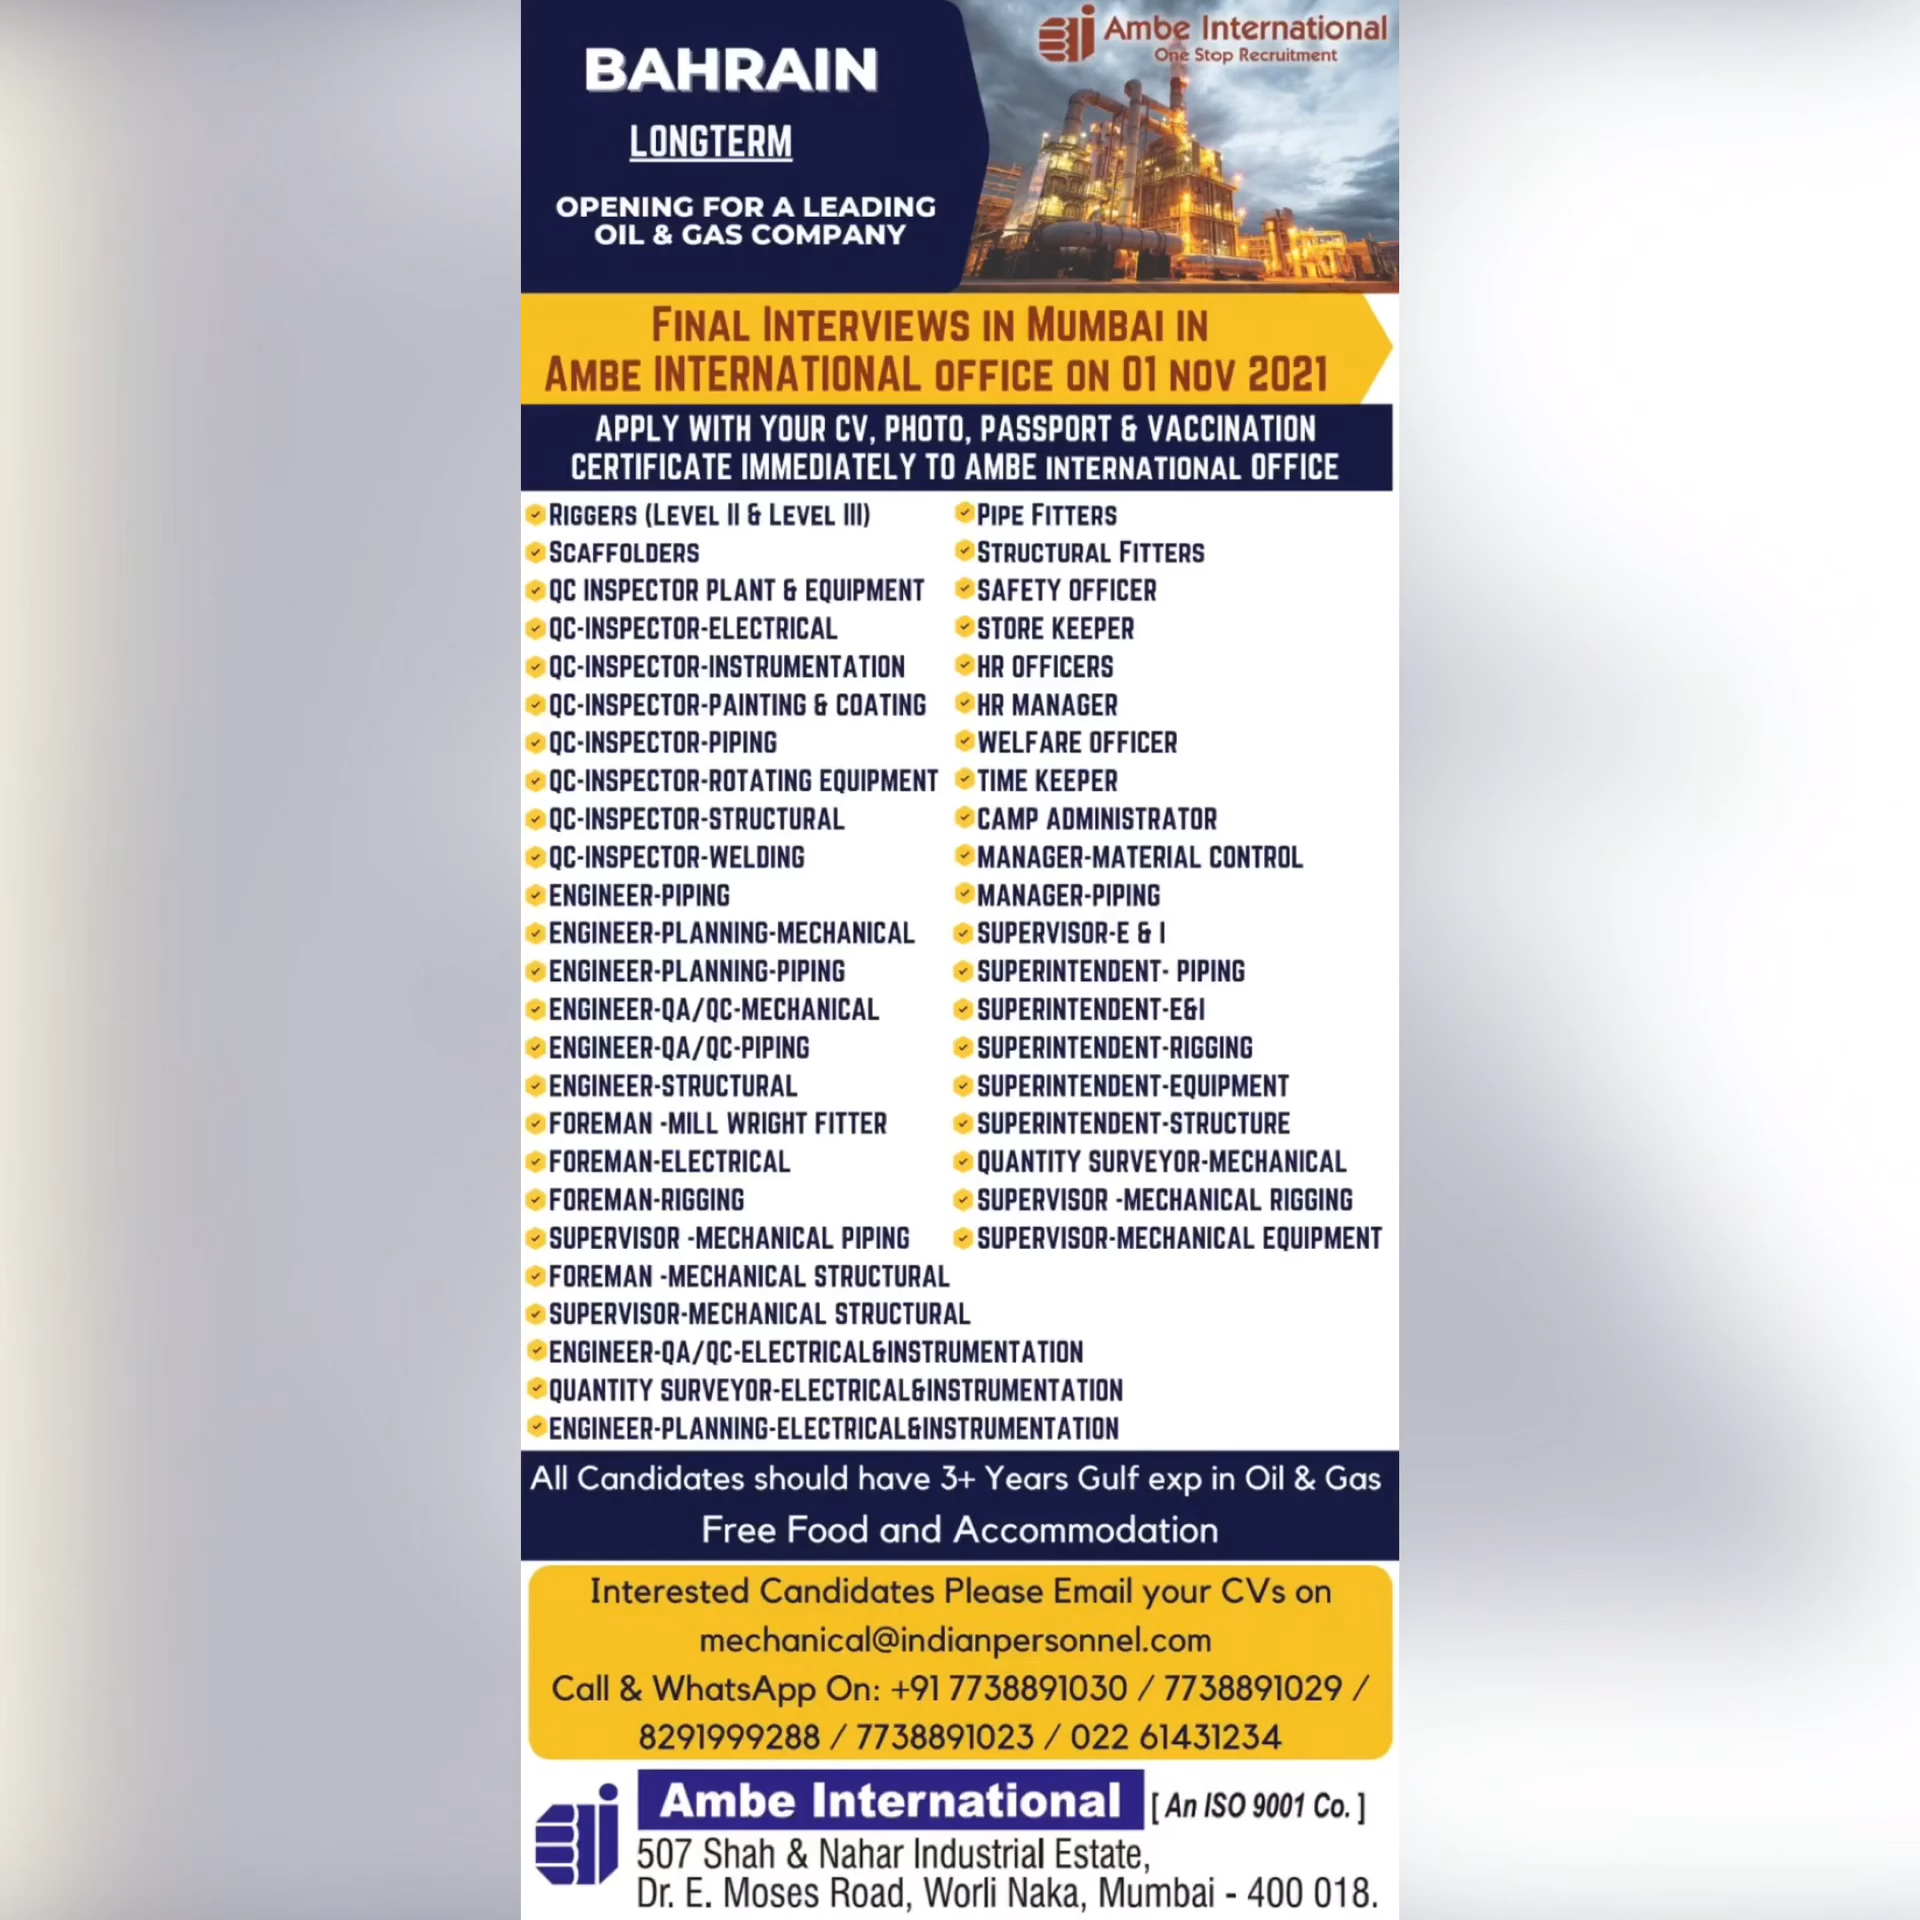 BAHRAIN
LONGTERM
OPENING FOR A LEADING
OIL & GAS COMPANY
Ambe International
One Stop Recruitment
FINAL INTERVIEWS IN MUMBAI IN
AMBE INTERNATIONAL OFFICE ON 01 NOV 2021
APPLY WITH YOUR CV, PHOTO, PASSPORT & VACCINATION
CERTIFICATE IMMEDIATELY TO AMBE INTERNATIONAL OFFICE
RIGGERS (LEVEL II & LEVEL III)
SCAFFOLDERS
QC INSPECTOR PLANT & EQUIPMENT
QC-INSPECTOR-ELECTRICAL
QC-INSPECTOR-INSTRUMENTATION
QC-INSPECTOR-PAINTING & COATING
QC-INSPECTOR-PIPING
QC-INSPECTOR-ROTATING EQUIPMENT
QC-INSPECTOR-STRUCTURAL
QC-INSPECTOR-WELDING
ENGINEER-PIPING
ENGINEER-PLANNING-MECHANICAL
ENGINEER-PLANNING-PIPING
ENGINEER-QA/QC-MECHANICAL
ENGINEER-QA/QC-PIPING
ENGINEER-STRUCTURAL
FOREMAN -MILL WRIGHT FITTER
FOREMAN-ELECTRICAL
FOREMAN-RIGGING
SUPERVISOR -MECHANICAL PIPING
FOREMAN -MECHANICAL STRUCTURAL
SUPERVISOR-MECHANICAL STRUCTURAL
ENGINEER-QA/QC-ELECTRICAL&INSTRUMENTATION
QUANTITY SURVEYOR-ELECTRICAL&INSTRUMENTATION
ENGINEER-PLANNING-ELECTRICAL&INSTRUMENTATION
PIPE FITTERS
STRUCTURAL FITTERS
SAFETY OFFICER
STORE KEEPER
HR OFFICERS
HR MANAGER
WELFARE OFFICER
TIME KEEPER
CAMP ADMINISTRATOR
MANAGER-MATERIAL CONTROL
MANAGER-PIPING
SUPERVISOR-E & I
SUPERINTENDENT- PIPING
SUPERINTENDENT-E&I
SUPERINTENDENT-RIGGING
SUPERINTENDENT-EQUIPMENT
SUPERINTENDENT-STRUCTURE
QUANTITY SURVEYOR-MECHANICAL
SUPERVISOR -MECHANICAL RIGGING
SUPERVISOR-MECHANICAL EQUIPMENT
All Candidates should have 3+ Years Gulf exp in Oil & Gas
Free Food and Accommodation
Interested Candidates Please Email your CVs on
mechanical@indianpersonnel.com
Call & WhatsApp On: +91 7738891030 / 7738891029 /
8291999288 / 7738891023 / 022 61431234
Ambe International [ An ISO 9001 Co. ]
507 Shah & Nahar Industrial Estate,
Dr. E. Moses Road, Worli Naka, Mumbai - 400 018.